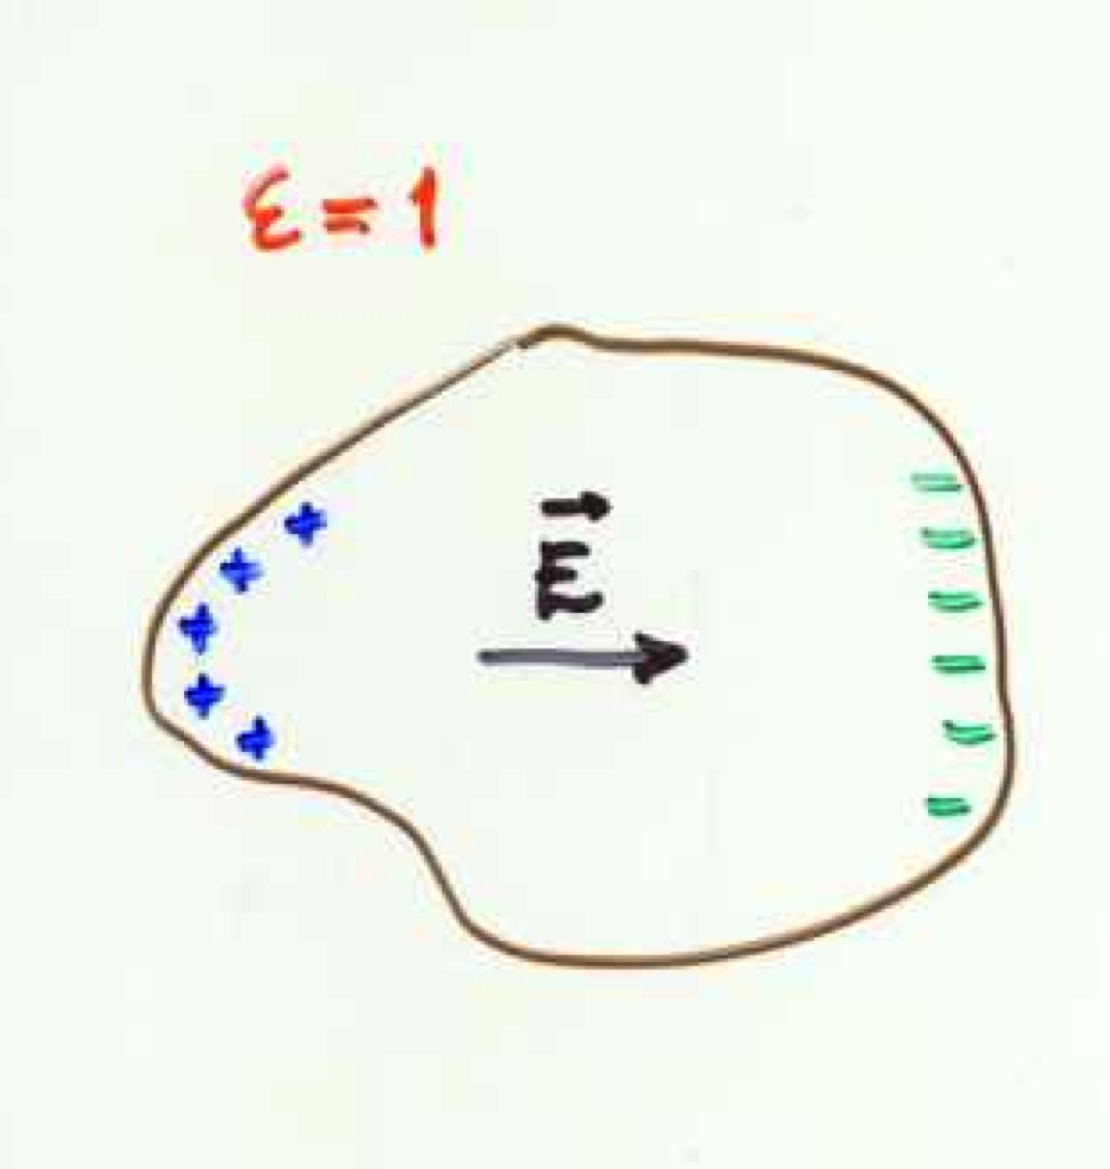 ε = 1
E⃗